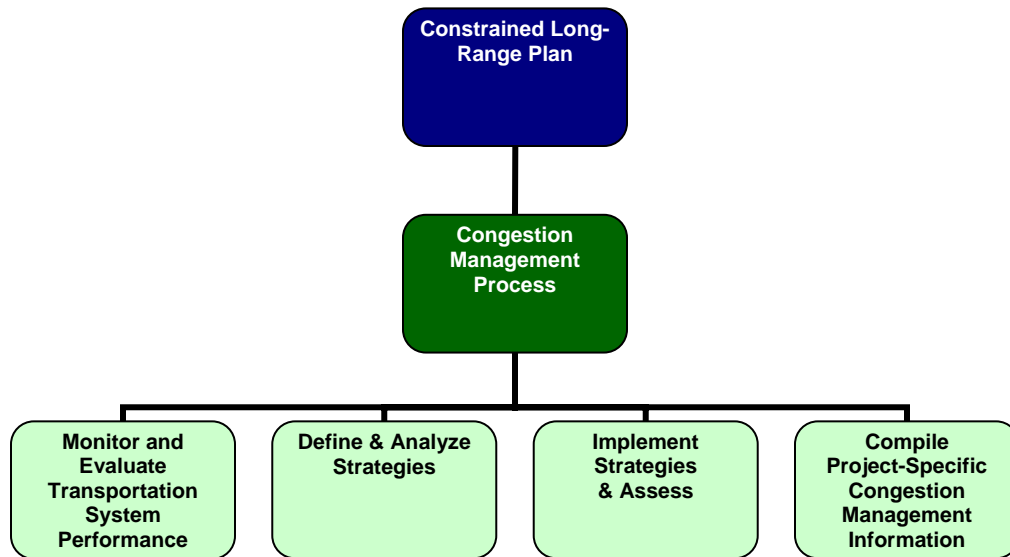 Constrained Long-
Range Plan
Congestion
Management
Process
Monitor and
Evaluate
Transportation
System
Performance
Define & Analyze
Strategies
Implement
Strategies
& Assess
Compile
Project-Specific
Congestion
Management
Information